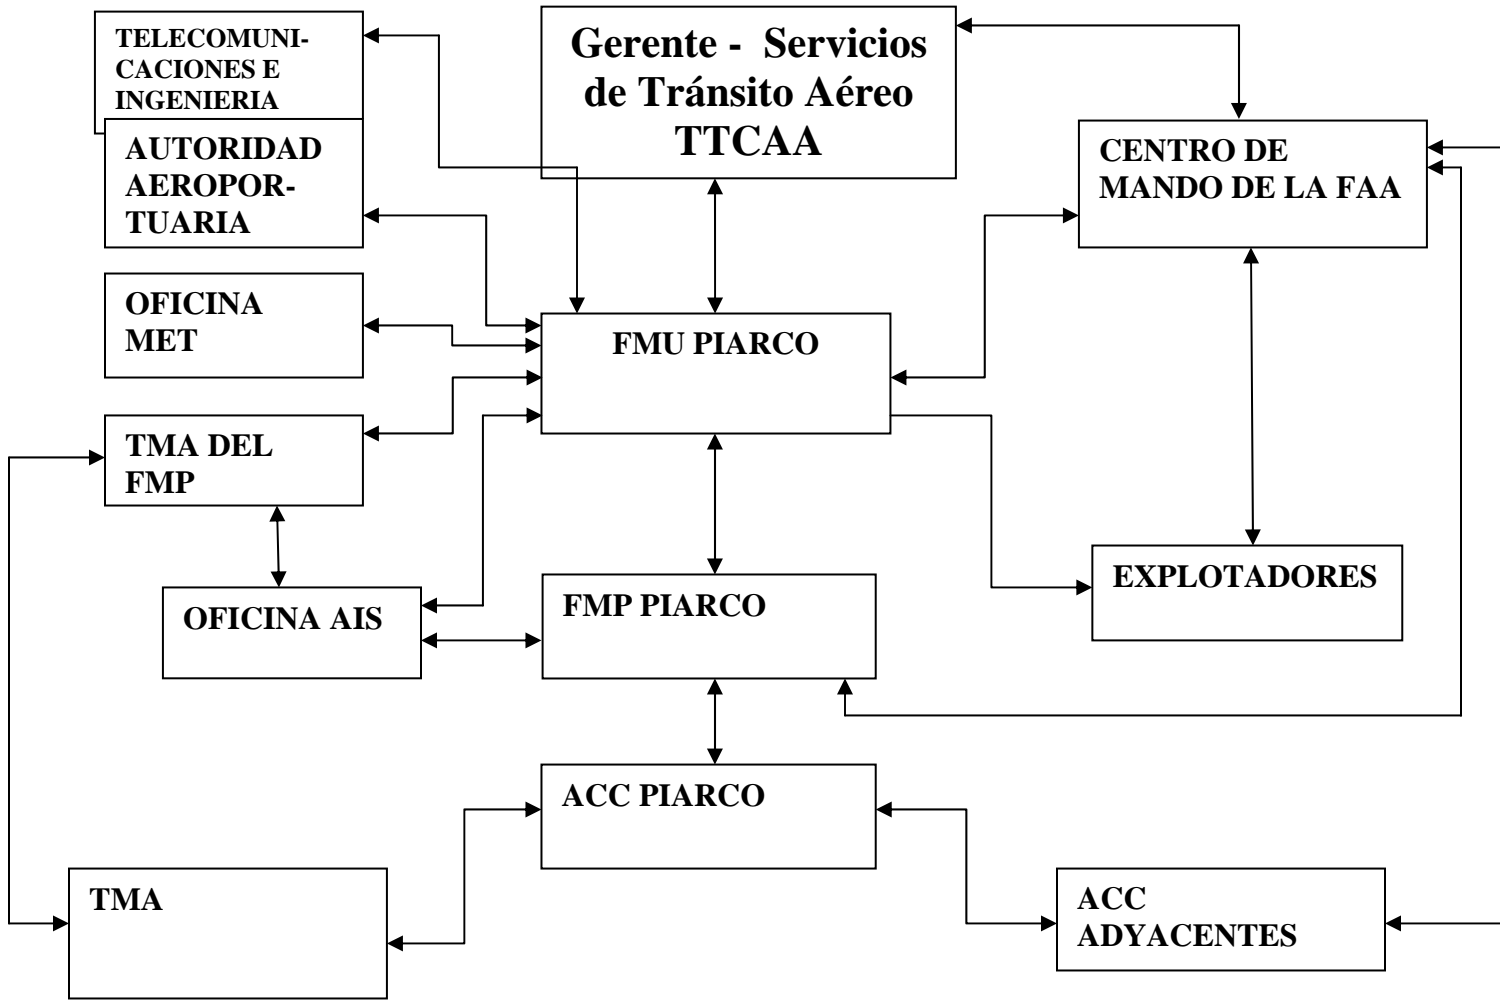 TELECOMUNI-
CACIONES E
INGENIERIA
Gerente - Servicios
de Tránsito Aéreo
TTCAA
AUTORIDAD
AEROPOR-
TUARIA
CENTRO DE
MANDO DE LA FAA
OFICINA
MET
FMU PIARCO
TMA DEL
FMP
OFICINA AIS
FMP PIARCO
EXPLOTADORES
ACC PIARCO
TMA
ACC
ADYACENTES